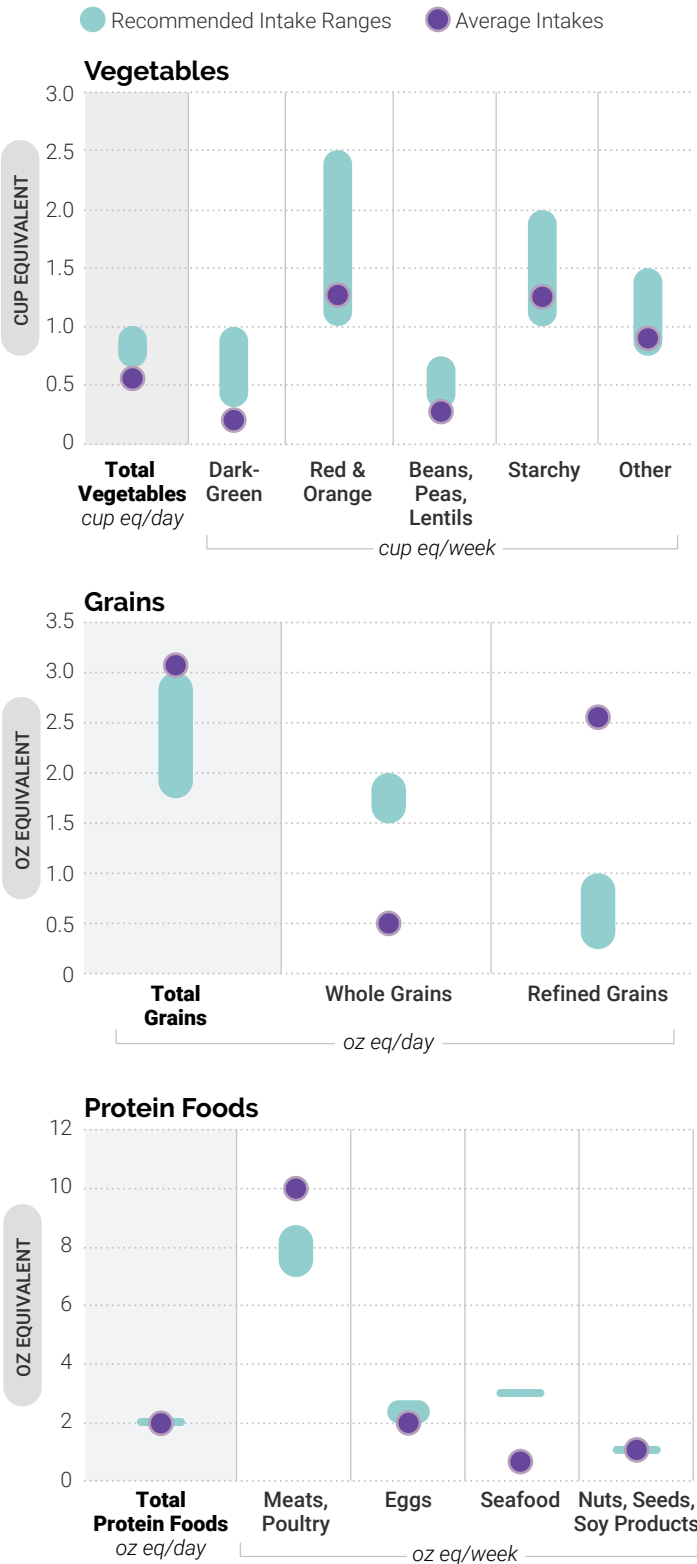 Recommended Intake Ranges Average Intakes
Vegetables
CUP EQUIVALENT
3.0
2.5
2.0
1.5
1.0
0.5
0
Total Vegetables cup eq/day
Dark-Green
Red & Orange
Beans, Peas, Lentils
Starchy
Other
cup eq/week
Grains
OZ EQUIVALENT
3.5
3.0
2.5
2.0
1.5
1.0
0.5
0
Total Grains
Whole Grains
Refined Grains
oz eq/day
Protein Foods
OZ EQUIVALENT
12
10
8
6
4
2
0
Total Protein Foods oz eq/day
Meats, Poultry
Eggs
Seafood
Nuts, Seeds, Soy Products
oz eq/week